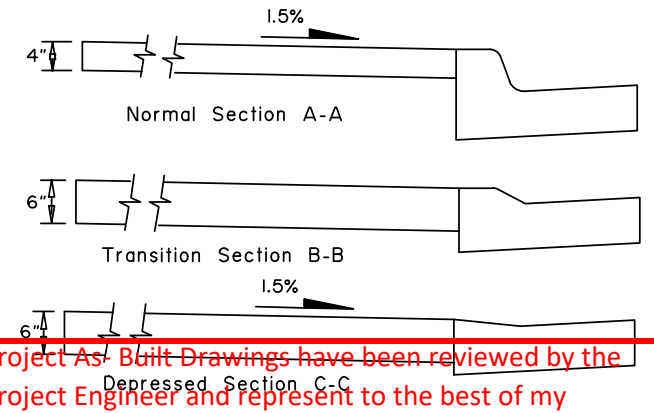 1.5%
4"
Normal Section A-A
6"
Transition Section B-B
1.5%
6"
roject As- Built Drawings have been reviewed by the
Depressed Section C-C
roject Engineer and represent to the best of my